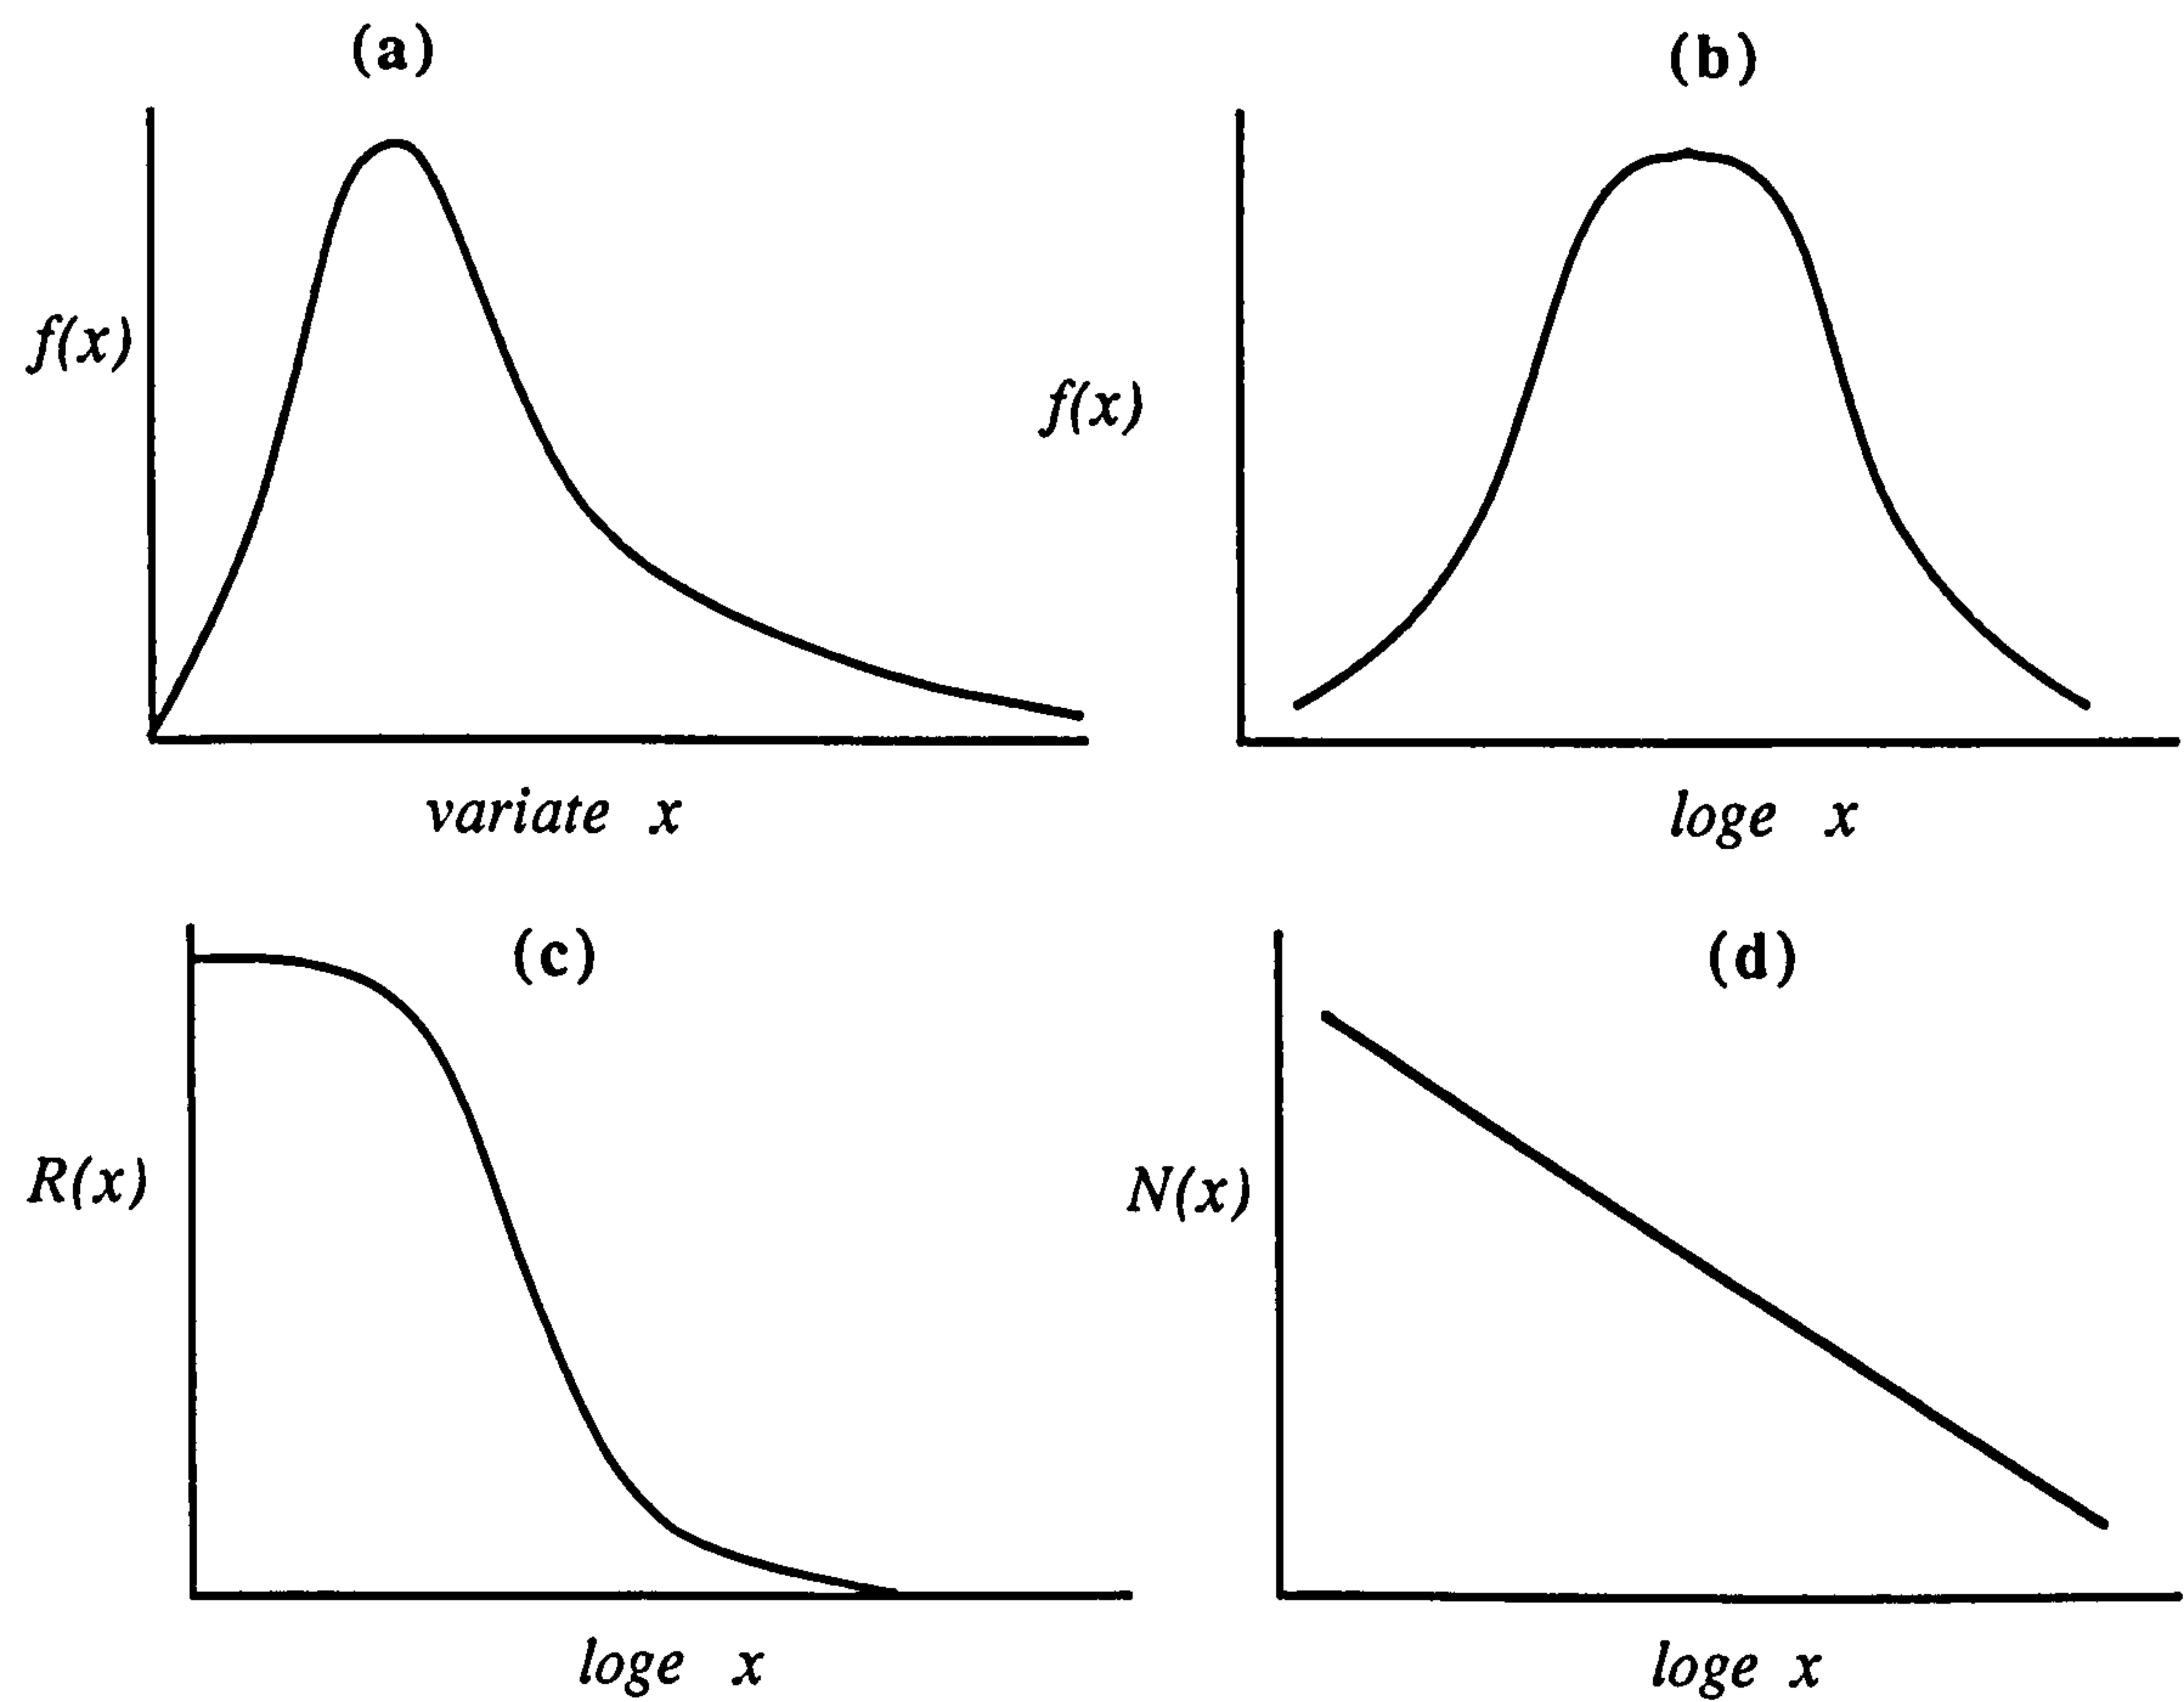 (a)
(b)
f(x)
f(x)
variate x
loge x
(c)
(d)
R(x)
N(x)
loge x
loge x